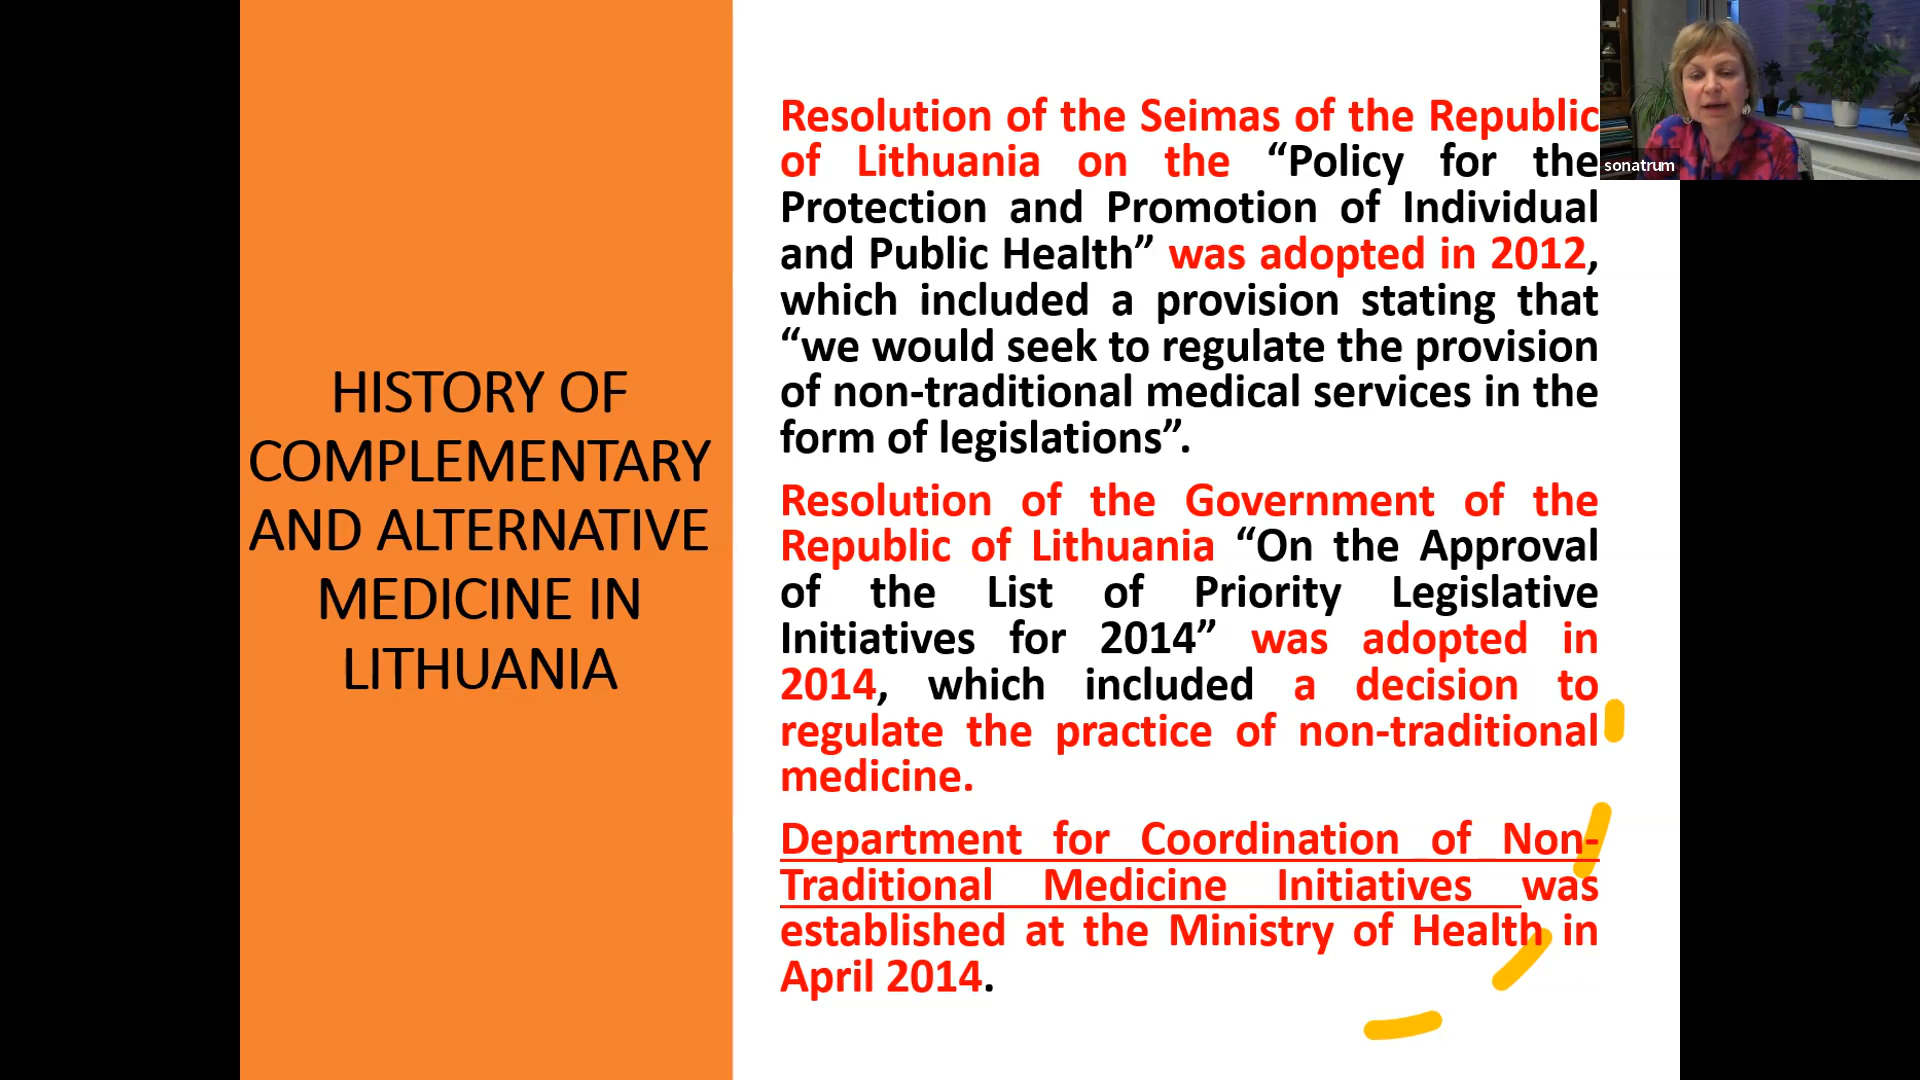 HISTORY OF
COMPLEMENTARY
AND ALTERNATIVE
MEDICINE IN
LITHUANIA
Resolution of the Seimas of the Republic
of Lithuania on the “Policy for the
Protection and Promotion of Individual
and Public Health” was adopted in 2012,
which included a provision stating that
“we would seek to regulate the provision
of non-traditional medical services in the
form of legislations”.
Resolution of the Government of the
Republic of Lithuania “On the Approval
of the List of Priority Legislative
Initiatives for 2014” was adopted in
2014, which included a decision to
regulate the practice of non-traditional
medicine.
Department for Coordination of Non-
Traditional Medicine Initiatives was
established at the Ministry of Health in
April 2014.
sonatrum